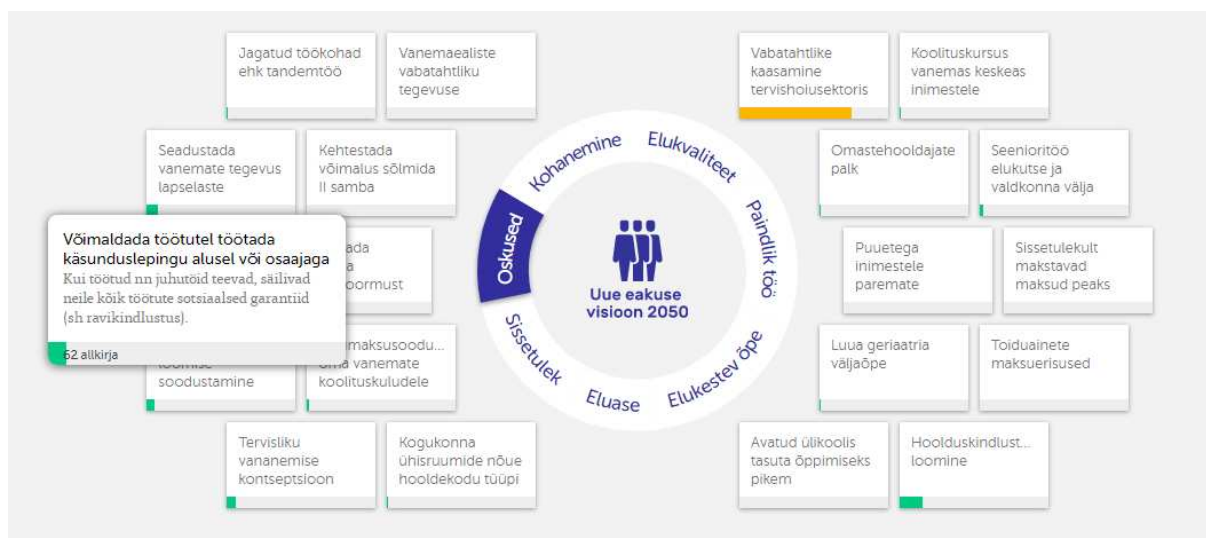 Jagatud töökohad
ehk tandemtöö
Vanemaealiste
vabatahtliku
tegevuse
Vabatahtlike
kaasamine
tervishoiusektoris
Koolituskursus
vanemas keskeas
inimestele
Seadustada
vanemate tegevus
lapselaste
Kehtestada
võimalus sõlmida
II samba
Omastehooldajate
palk
Seenioritöö
elukutse ja
valdkonna välja
Võimaldada töötutel töötada
käsunduslepingu alusel või osaajaga
Kui töötud nn juhutöid teevad, säilivad
neile kõik töötute sotsiaalsed garantiid
(sh ravikindlustus).
62 allkirja
Puuetega
inimestele
paremate
Sissetulekult
makstavad
maksud peaks
soodustamine
oma vanemate
koolituskuludele
Luua geriaatria
väljaõpe
Toiduainete
maksuerisused
Tervisliku
vananemise
kontseptsioon
Kogukonna
ühisruumide nõue
hooldekodu tüüpi
Avatud ülikoolis
tasuta õppimiseks
pikem
Hoolduskindlust...
loomine
Kohanemine
Elukvaliteet
Paindlik töö
Elukestev õpe
Eluase
Sissetulek
Oskused
Uue eakuse
visioon 2050